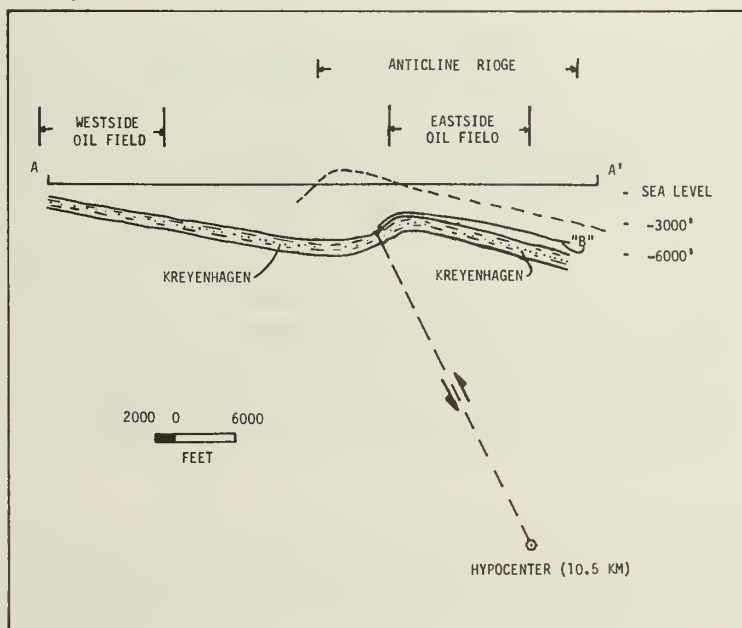 ANTICLINE RIOGE
WESTSIDE
OIL FIELD
EASTSIDE
OIL FIELO
A
A'
- SEA LEVEL
- -3000'
"B"
- -6000'
KREYENHAGEN
KREYENHAGEN
2000 0 6000
FEET
HYPOCENTER (10.5 KM)